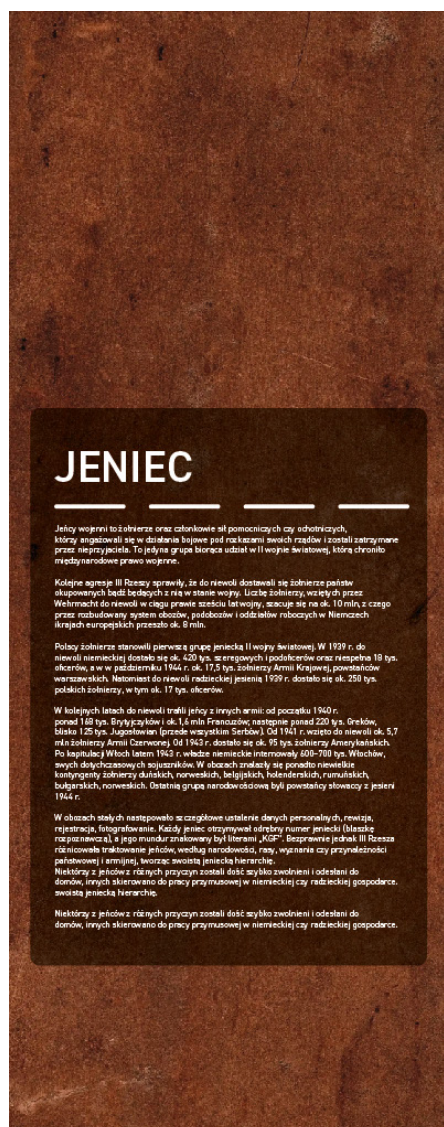 JENIEC
Jeńcy wojenni to żołnierze oraz członkowie sił pomocniczych czy ochotniczych,
którzy angażowali się w działania bojowe pod rozkazami swoich rządów i zostali zatrzymane
przez nieprzyjaciela. To jedyna grupa biorąca udział w II wojnie światowej, którą chroniło
międzynarodowe prawo wojenne.
Kolejne agresje III Rzeszy sprawiły, że do niewoli dostawali się żołnierze państw
okupowanych bądź będących z nią w stanie wojny. Liczbę żołnierzy, wziętych przez
Wehrmacht do niewoli w ciągu prawie sześciu lat wojny, szacuje się na ok. 10 mln, z czego
przez rozbudowany system obozów, podobozów i oddziałów roboczych w Niemczech
ikrajach europejskich przeszło ok. 8 mln.
Polscy żołnierze stanowili pierwszą grupę jeniecką II wojny światowej. W 1939 r. do
niewoli niemieckiej dostało się ok. 420 tys. szeregowych i podoficerów oraz niespełna 18 tys.
oficerów, a w w październiku 1944 r. ok. 17,5 tys. żołnierzy Armii Krajowej, powstańców
warszawskich. Natomiast do niewoli radzieckiej jesienią 1939 r. dostało się ok. 250 tys.
polskich żołnierzy, w tym ok. 17 tys. oficerów.
W kolejnych latach do niewoli trafili jeńcy z innych armii: od początku 1940 r.
ponad 168 tys. Brytyjczyków i ok.1,6 mln Francuzów; następnie ponad 220 tys. Greków,
blisko 125 tys. Jugosłowian (przede wszystkim Serbów). Od 1941 r. wzięto do niewoli ok. 5,7
mln żołnierzy Armii Czerwonej. Od 1943 r. dostało się ok. 95 tys. żołnierzy Amerykańskich.
Po kapitulacj Włoch latem 1943 r. władze niemieckie internowały 600–700 tys. Włochów,
swych dotychczasowych sojuszników. W obozach znalazły się ponadto niewielkie
kontyngenty żołnierzy duńskich, norweskich, belgijskich, holenderskich, rumuńskich,
bułgarskich, norweskich. Ostatnią grupą narodowościową byli powstańcy słowaccy z jesieni
1944 r.
W obozach stałych następowało szczegółowe ustalenie danych personalnych, rewizja,
rejestracja, fotografowanie. Każdy jeniec otrzymywał odrębny numer jeniecki (blaszkę
rozpoznawczą), a jego mundur znakowany był literami „KGF”. Bezprawnie jednak III Rzesza
różnicowała traktowanie jeńców, według narodowości, rasy, wyznania czy przynależności
państwowej i armijnej, tworząc swoistą jeniecką hierarchię.
Niektórzy z jeńców z różnych przyczyn zostali dość szybko zwolnieni i odesłani do
domów, innych skierowano do pracy przymusowej w niemieckiej czy radzieckiej gospodarce.
swoistą jeniecką hierarchię.
Niektórzy z jeńców z różnych przyczyn zostali dość szybko zwolnieni i odesłani do
domów, innych skierowano do pracy przymusowej w niemieckiej czy radzieckiej gospodarce.